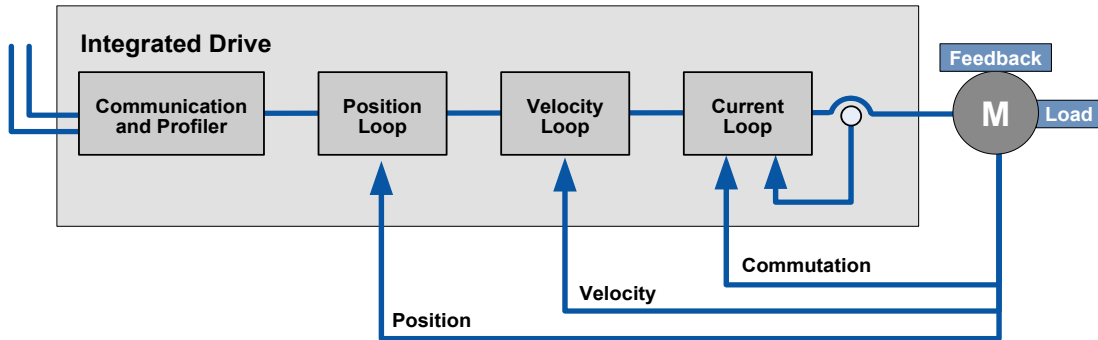 Integrated Drive
Communication
and Profiler
Position
Loop
Velocity
Loop
Current
Loop
Feedback
M
Load
Commutation
Velocity
Position